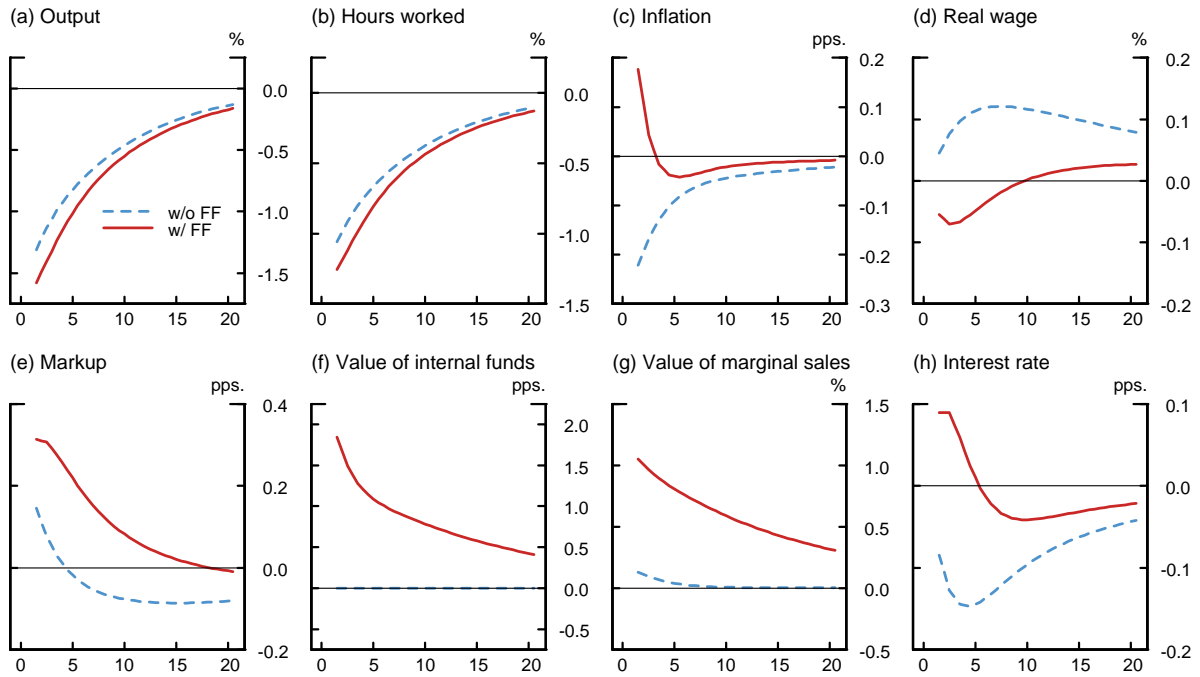 (a) Output
%
0.0
-0.5
-1.0
-1.5
w/o FF
w/ FF
0 5 10 15 20
(b) Hours worked
%
0.0
-0.5
-1.0
-1.5
0 5 10 15 20
(c) Inflation
pps.
0.2
0.1
0.0
-0.1
-0.2
-0.3
0 5 10 15 20
(d) Real wage
%
0.2
0.1
0.0
-0.1
-0.2
0 5 10 15 20
(e) Markup
pps.
0.4
0.2
0.0
-0.2
0 5 10 15 20
(f) Value of internal funds
pps.
2.0
1.5
1.0
0.5
0.0
-0.5
0 5 10 15 20
(g) Value of marginal sales
%
1.5
1.0
0.5
0.0
-0.5
0 5 10 15 20
(h) Interest rate
pps.
0.1
0.0
-0.1
-0.2
0 5 10 15 20